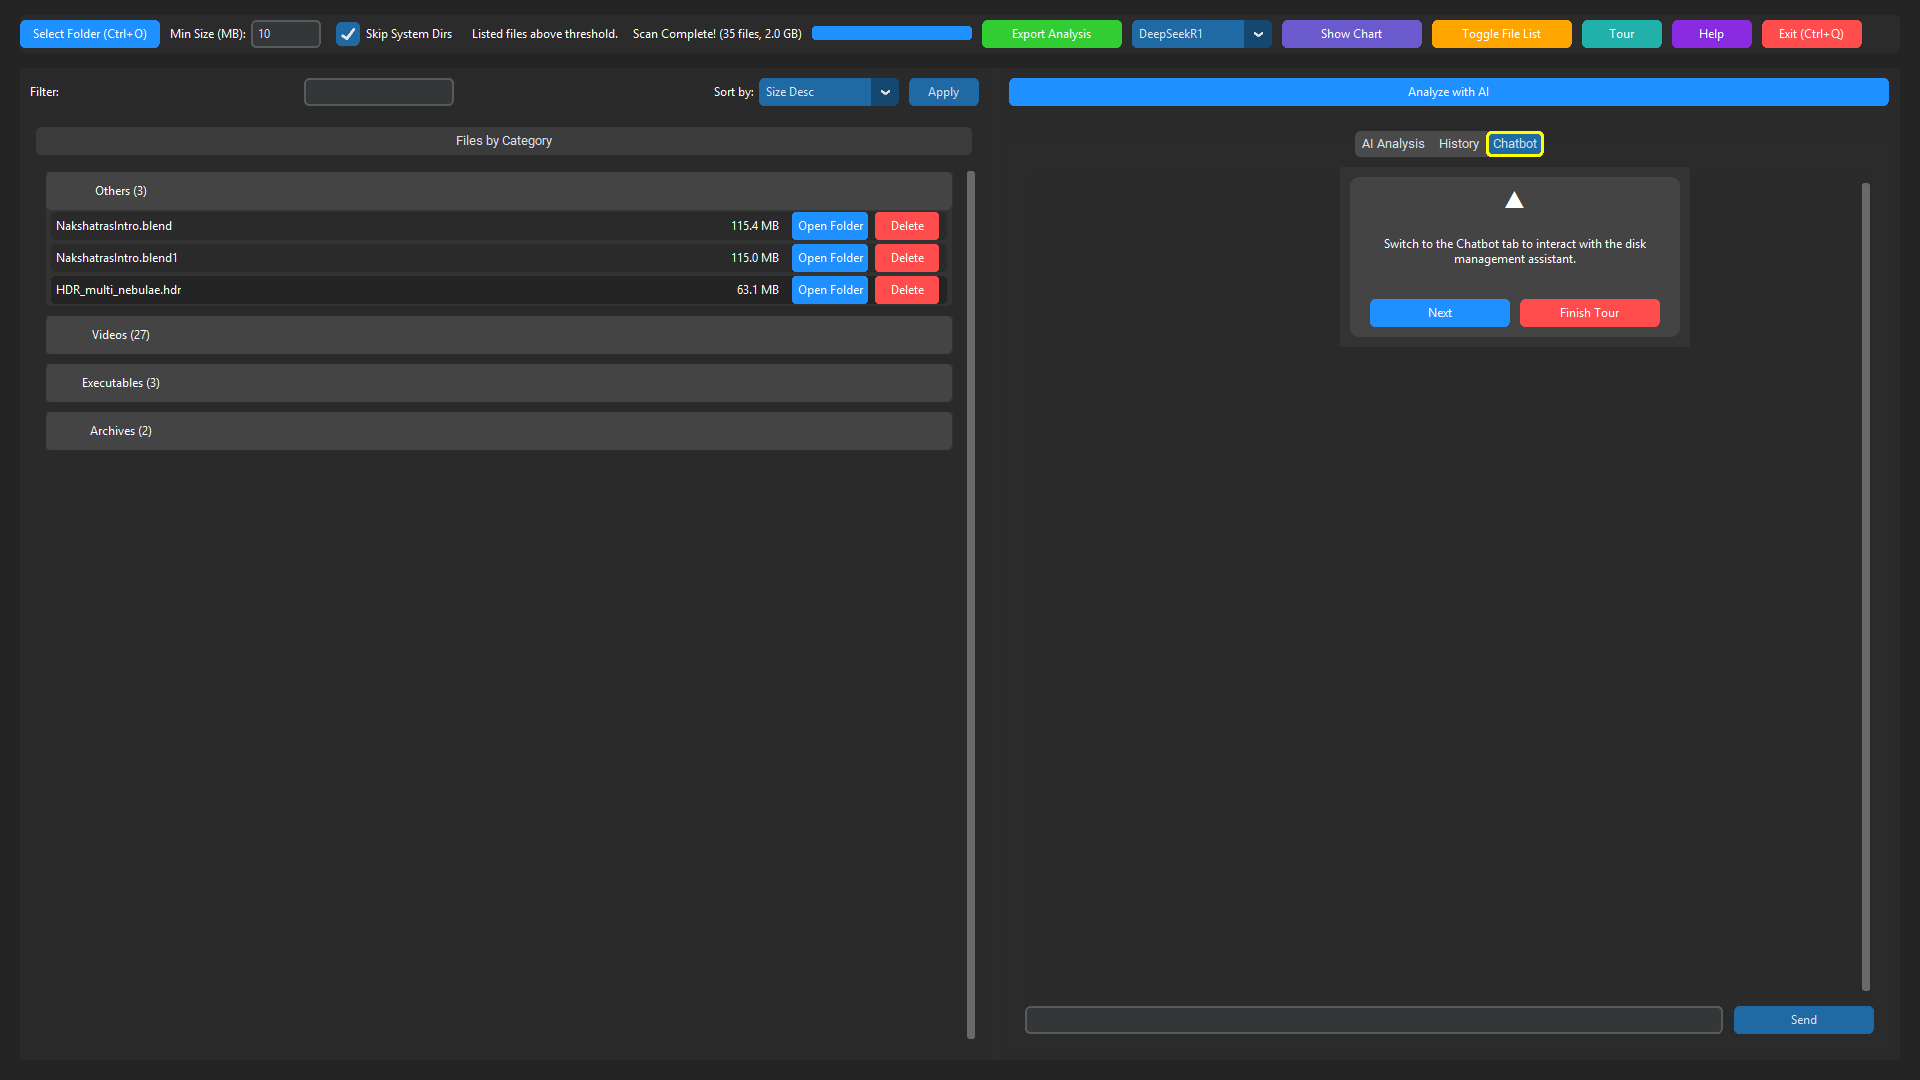 Select Folder (Ctrl+O) Min Size (MB): 10 Skip System Dirs Listed files above threshold. Scan Complete! (35 files, 2.0 GB) Export Analysis DeepSeekR1 Show Chart Toggle File List Tour Help Exit (Ctrl+Q)
Filter: Sort by: Size Desc Apply
Files by Category
Others (3)
NakshatrasIntro.blend 115.4 MB Open Folder Delete
NakshatrasIntro.blend1 115.0 MB Open Folder Delete
HDR_multi_nebulae.hdr 63.1 MB Open Folder Delete
Videos (27)
Executables (3)
Archives (2)
Analyze with AI
AI Analysis History Chatbot
Switch to the Chatbot tab to interact with the disk
management assistant.
Next Finish Tour
Send